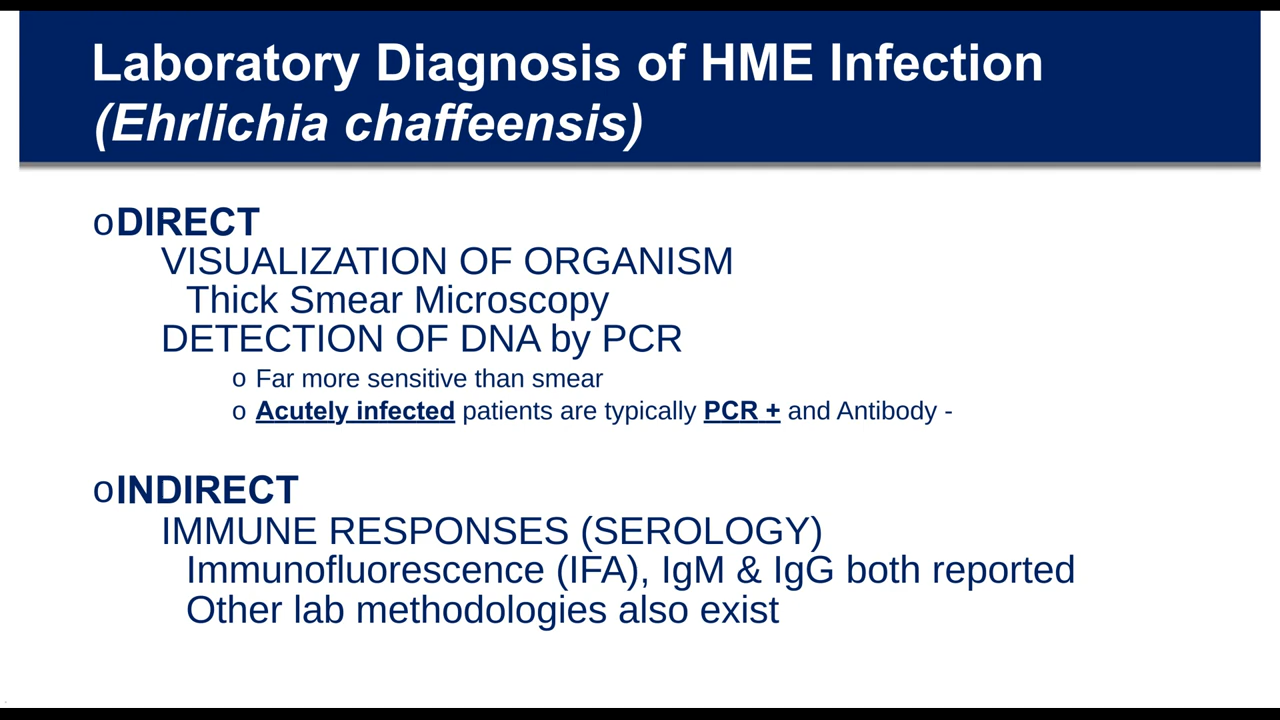 Laboratory Diagnosis of HME Infection
(Ehrlichia chaffeensis)
o DIRECT
VISUALIZATION OF ORGANISM
Thick Smear Microscopy
DETECTION OF DNA by PCR
o Far more sensitive than smear
o Acutely infected patients are typically PCR + and Antibody -
o INDIRECT
IMMUNE RESPONSES (SEROLOGY)
Immunofluorescence (IFA), IgM & IgG both reported
Other lab methodologies also exist